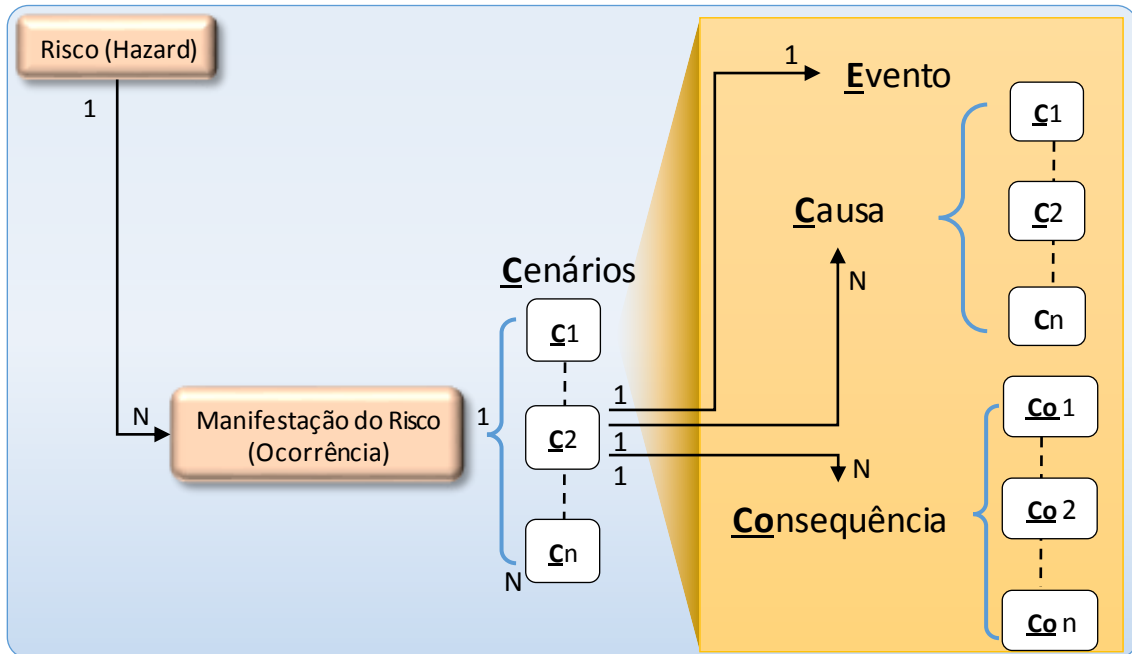 Risco (Hazard)
1
N
Manifestação do Risco
(Ocorrência)
1
N
Cenários
C1
C2
Cn
1
1
1
1
Evento
N
Causa
C1
C2
Cn
N
Consequência
Co 1
Co 2
Co n